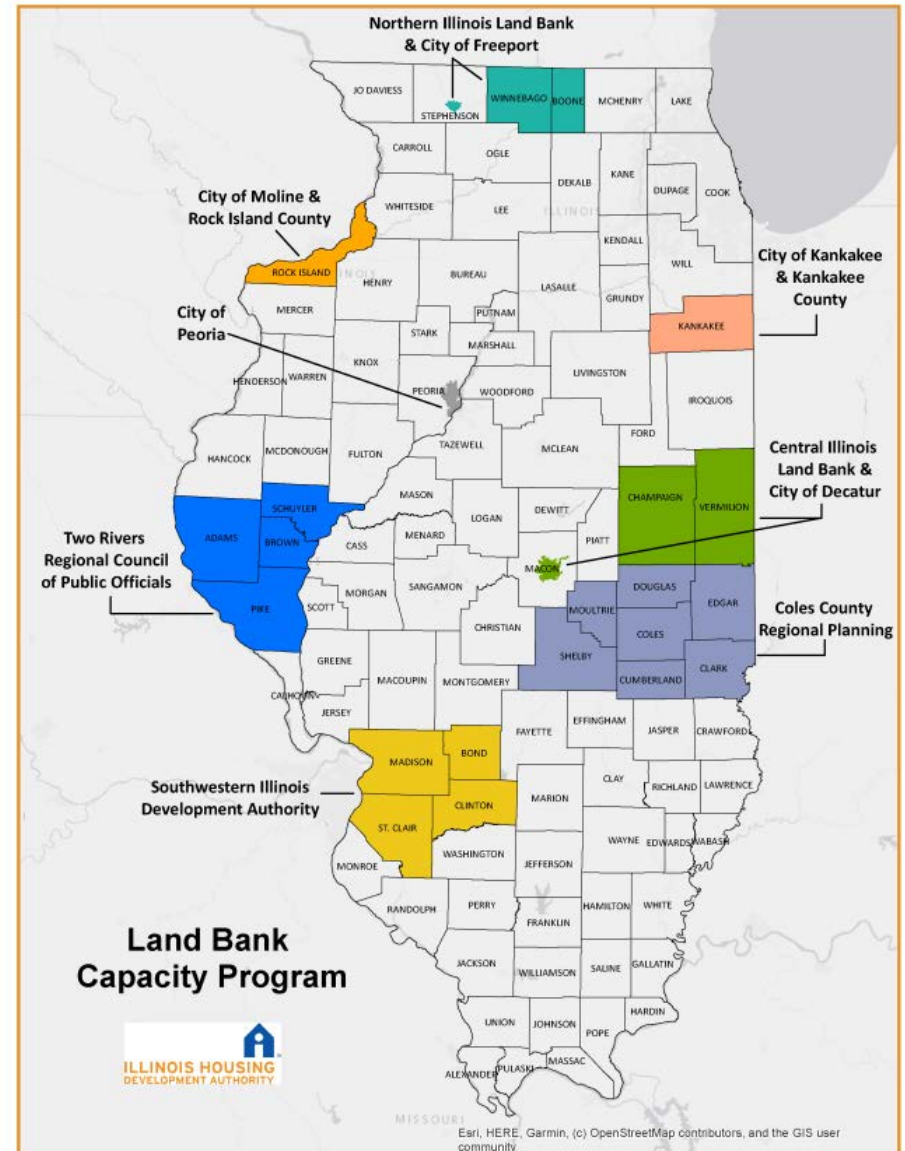 Northern Illinois Land Bank
& City of Freeport
JO DAVIESS
STEPHENSON
WINNEBAGO
BOONE
MCHENRY
LAKE
CARROLL
OGLE
DEKALB
KANE
DUPAGE
COOK
City of Moline &
Rock Island County
WHITESIDE
LEE
ILLINOIS
KENDALL
WILL
City of Kankakee
& Kankakee
County
ROCK ISLAND
HENRY
BUREAU
LASALLE
GRUNDY
MERCER
PUTNAM
KANKAKEE
City of
Peoria
STARK
MARSHALL
KNOX
HENDERSON
WARREN
PEORIA
WOODFORD
LIVINGSTON
IROQUOIS
FORD
HANCOCK
MCDONOUGH
FULTON
TAZEWELL
MCLEAN
Central Illinois
Land Bank &
City of Decatur
MASON
CHAMPAIGN
VERMILION
SCHUYLER
LOGAN
DEWITT
ADAMS
BROWN
CASS
MENARD
PIATT
MACON
Two Rivers
Regional Council
of Public Officials
PIKE
SCOTT
MORGAN
SANGAMON
CHRISTIAN
MOULTRIE
DOUGLAS
EDGAR
COLES
Coles County
Regional Planning
SHELBY
CUMBERLAND
CLARK
GREENE
MACOUPIN
MONTGOMERY
CALHOUN
JERSEY
FAYETTE
EFFINGHAM
JASPER
CRAWFORD
MADISON
BOND
Southwestern Illinois
Development Authority
CLINTON
MARION
CLAY
RICHLAND
LAWRENCE
ST. CLAIR
WASHINGTON
WAYNE
EDWARDS
WABASH
MONROE
JEFFERSON
RANDOLPH
PERRY
HAMILTON
WHITE
FRANKLIN
Land Bank
Capacity Program
JACKSON
WILLIAMSON
SALINE
GALLATIN
UNION
JOHNSON
POPE
HARDIN
ILLINOIS HOUSING
DEVELOPMENT AUTHORITY
ALEXANDER
PULASKI
MASSAC
MISSOURI
Esri, HERE, Garmin, (c) OpenStreetMap contributors, and the GIS user
community